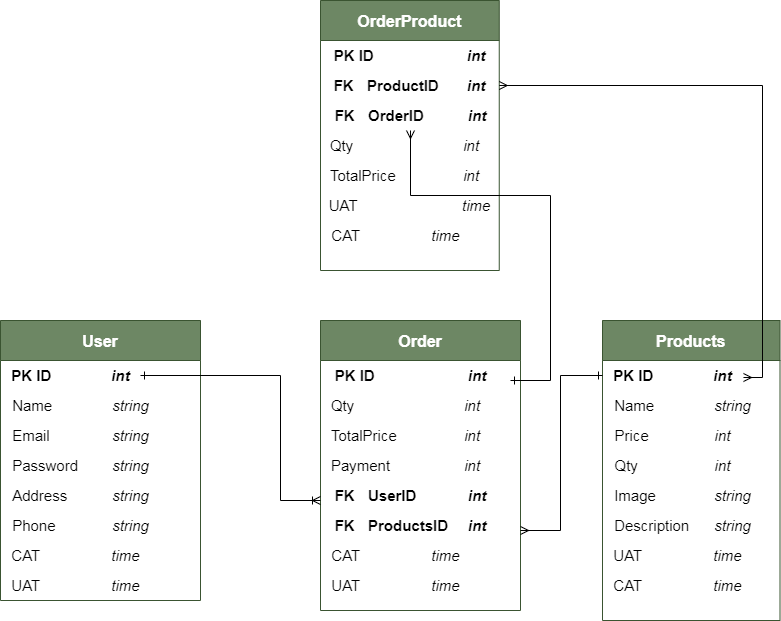 OrderProduct
PK ID int
FK ProductID int
FK OrderID int
Qty int
TotalPrice int
UAT time
CAT time
User
PK ID int
Name string
Email string
Password string
Address string
Phone string
CAT time
UAT time
Order
PK ID int
Qty int
TotalPrice int
Payment int
FK UserID int
FK ProductsID int
CAT time
UAT time
Products
PK ID int
Name string
Price int
Qty int
Image string
Description string
UAT time
CAT time